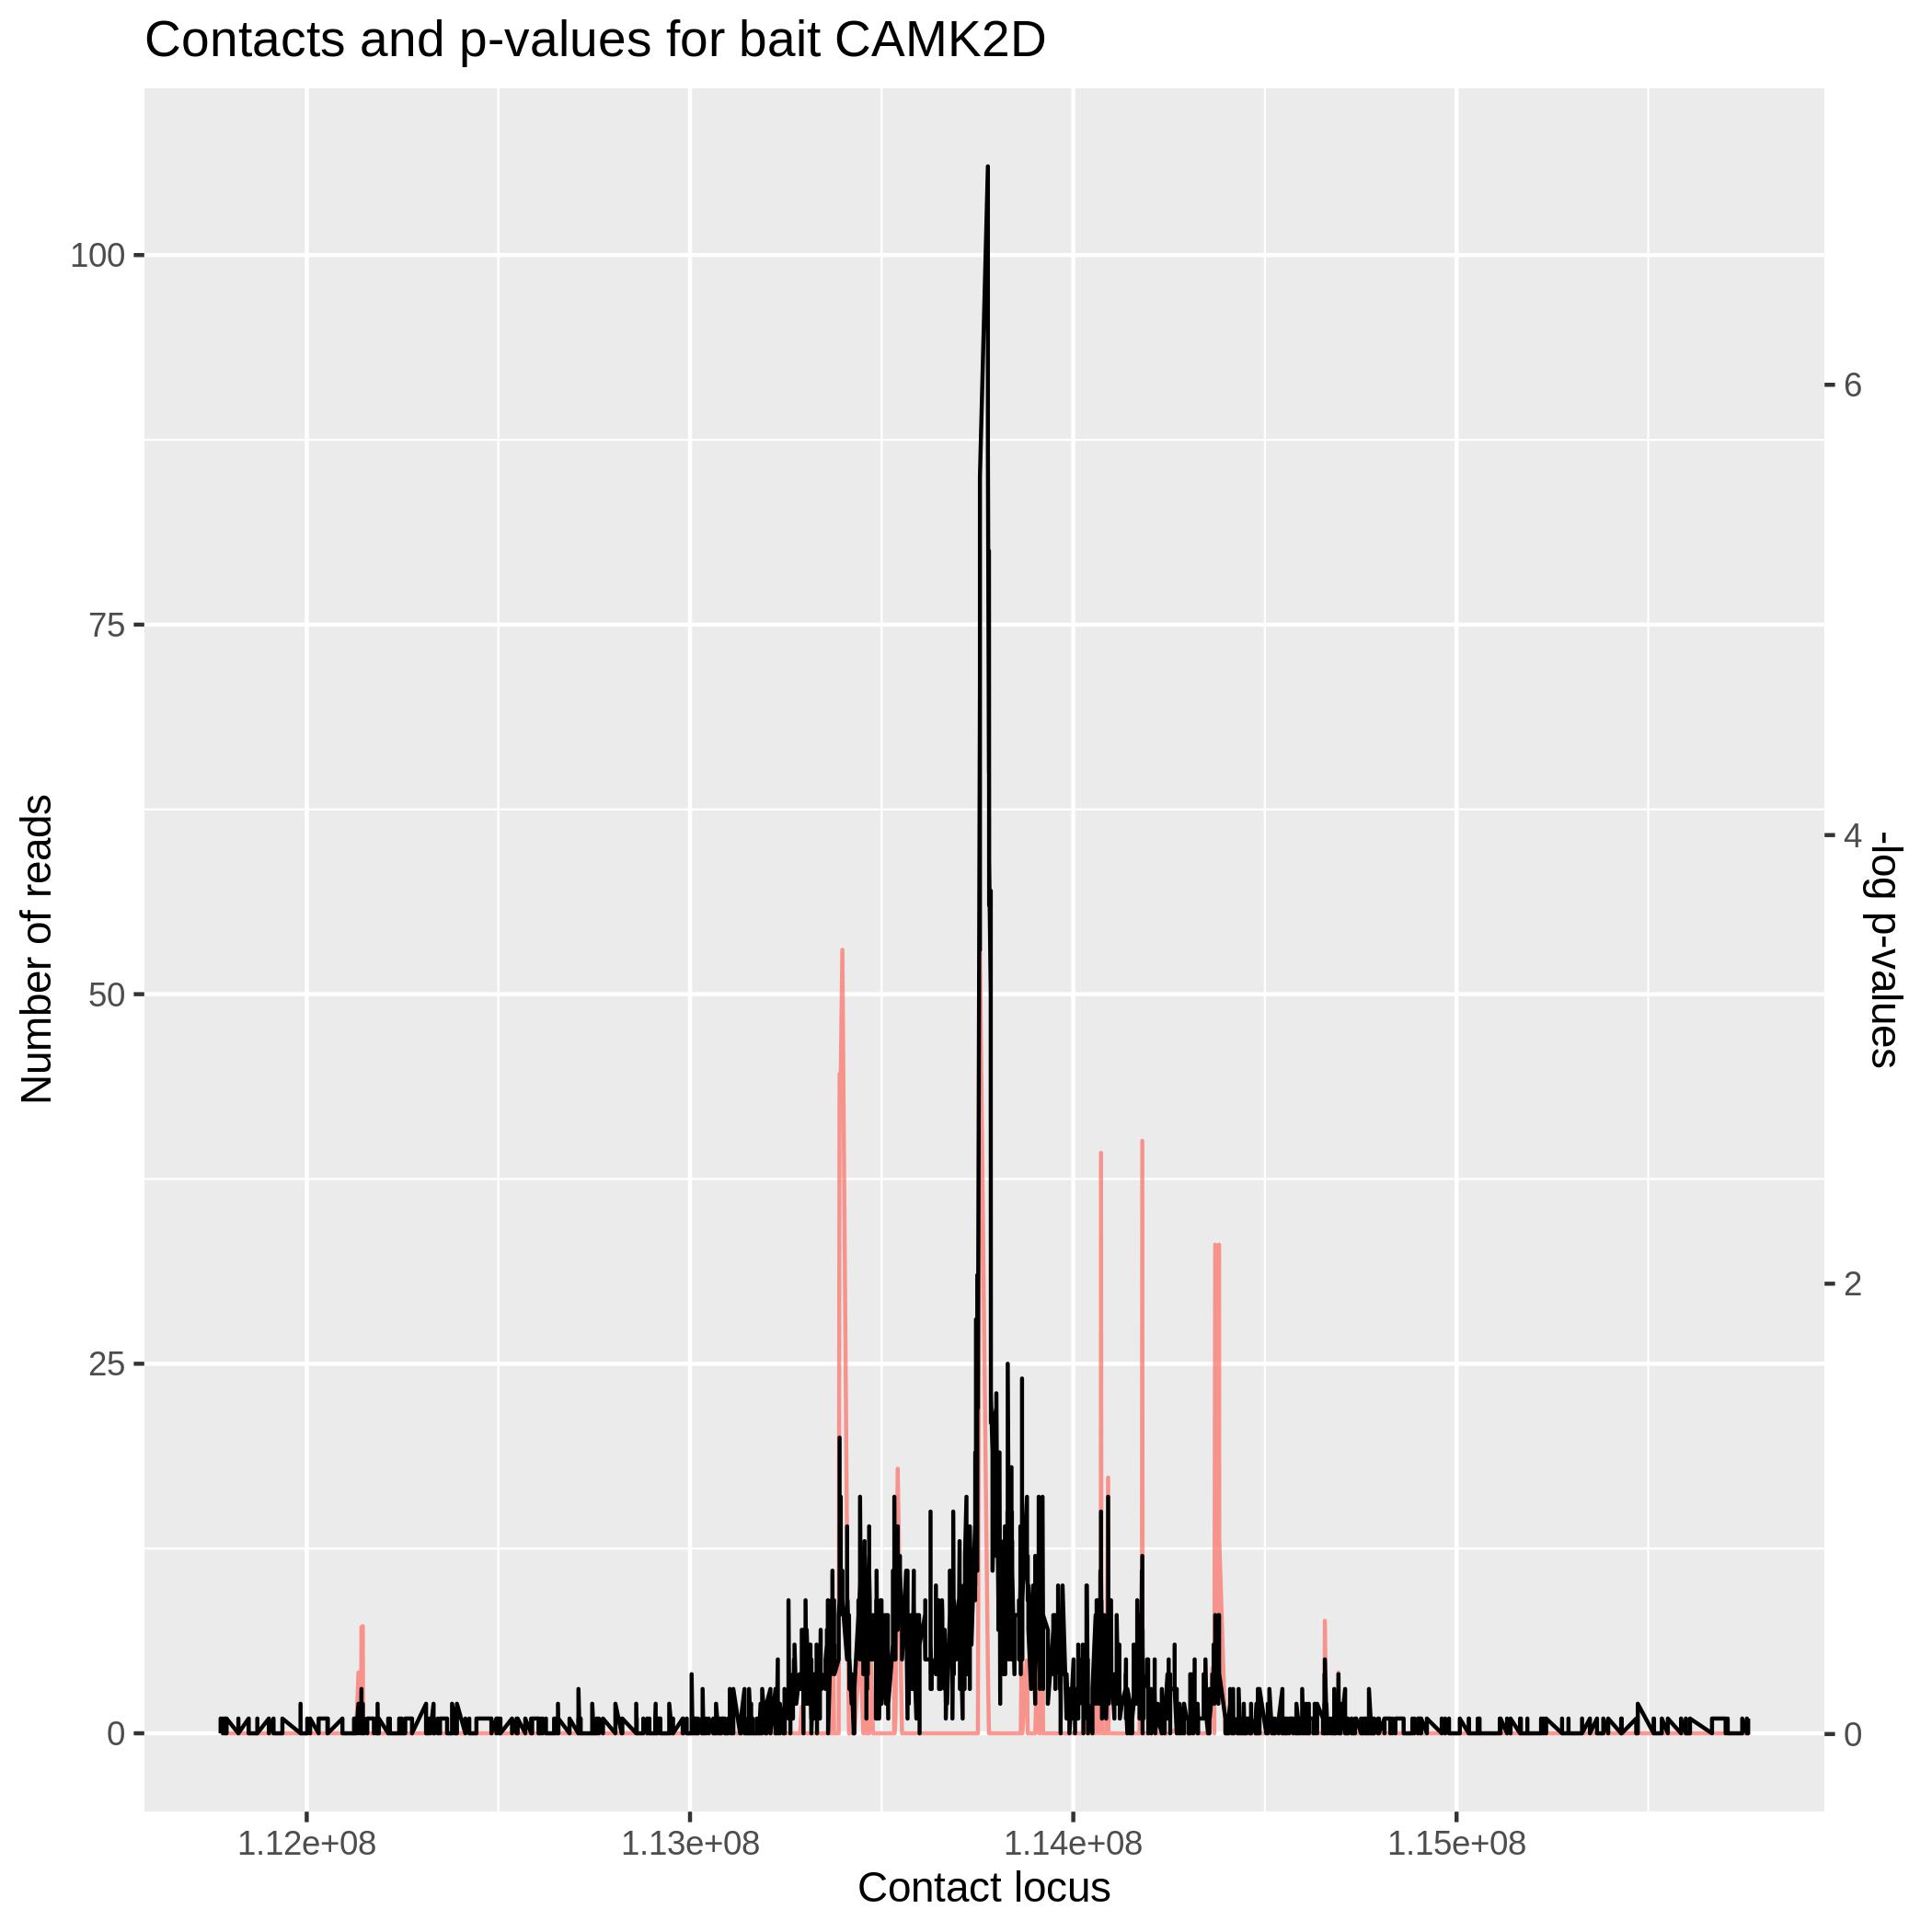 Contacts and p-values for bait CAMK2D
100
75
50
25
0
Number of reads
6
4
2
0
-log p-values
1.12e+08
1.13e+08
1.14e+08
1.15e+08
Contact locus